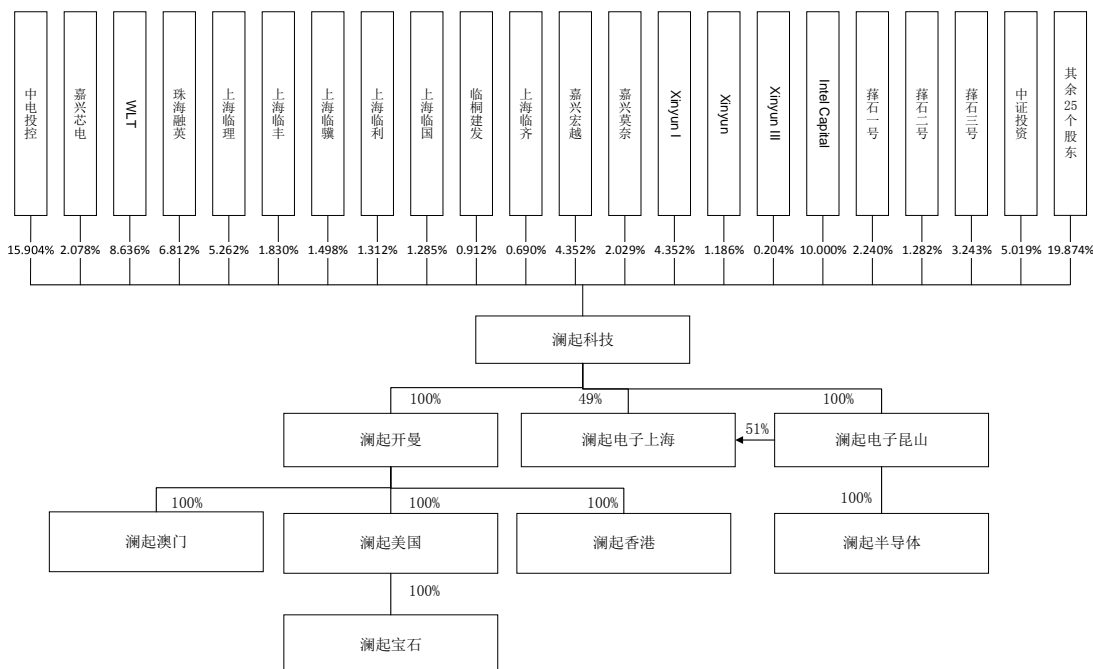 中电投控
嘉兴芯电
WLT
珠海融英
上海临理
上海临丰
上海临骥
上海临利
上海临国
临桐建发
上海临齐
嘉兴宏越
嘉兴莫奈
Xinyun I
Xinyun
Xinyun III
Intel Capital
萚石一号
萚石二号
萚石三号
中证投资
其余25个股东
15.904%
2.078%
8.636%
6.812%
5.262%
1.830%
1.498%
1.312%
1.285%
0.912%
0.690%
4.352%
2.029%
4.352%
1.186%
0.204%
10.000%
2.240%
1.282%
3.243%
5.019%
19.874%
澜起科技
100%
49%
100%
澜起开曼
澜起电子上海
51%
澜起电子昆山
100%
100%
100%
100%
澜起澳门
澜起美国
澜起香港
澜起半导体
100%
澜起宝石